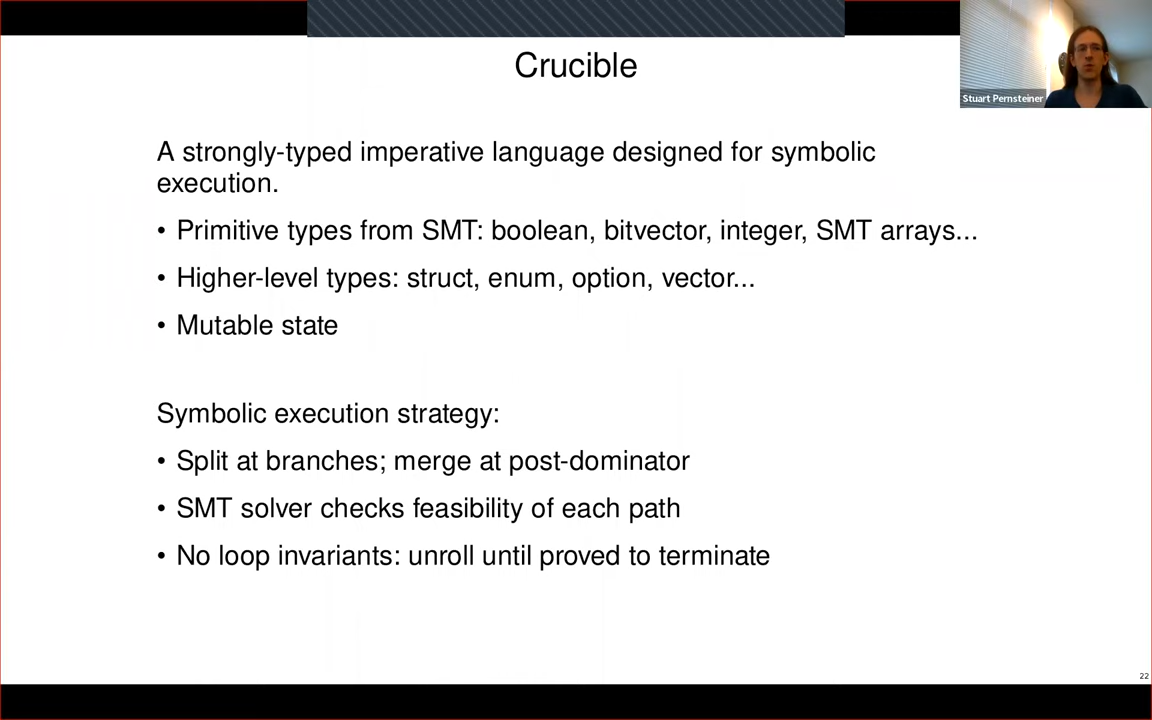 Crucible
Stuart Pernsteiner
A strongly-typed imperative language designed for symbolic
execution.
• Primitive types from SMT: boolean, bitvector, integer, SMT arrays...
• Higher-level types: struct, enum, option, vector...
• Mutable state
Symbolic execution strategy:
• Split at branches; merge at post-dominator
• SMT solver checks feasibility of each path
• No loop invariants: unroll until proved to terminate
22